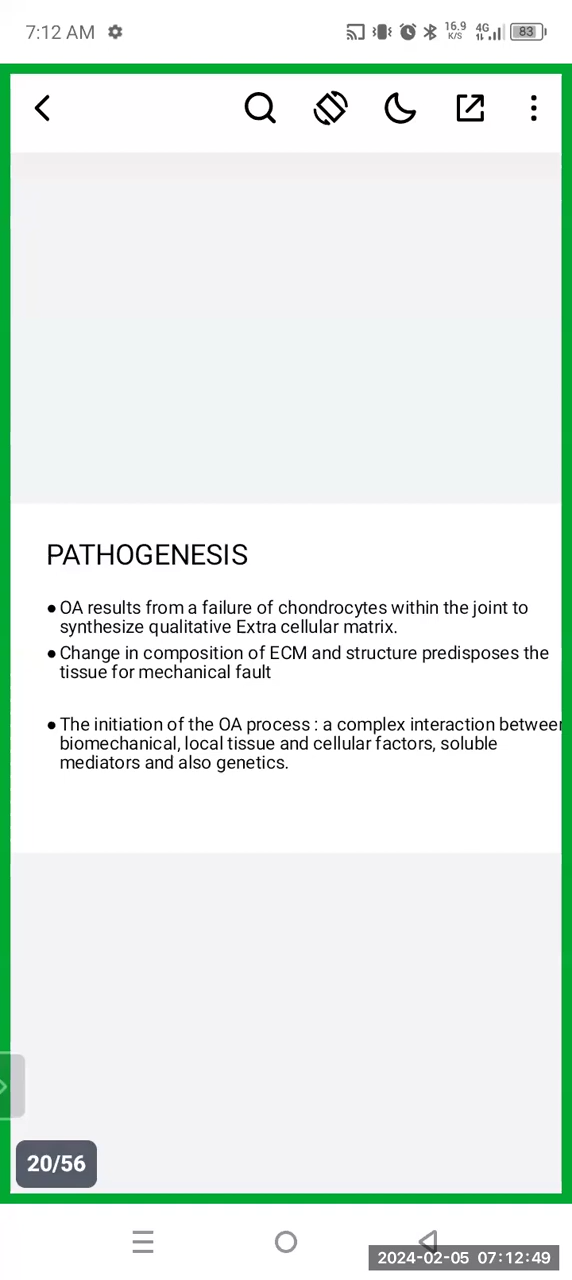 7:12 AM
16.9
K/S
4G
83
PATHOGENESIS
● OA results from a failure of chondrocytes within the joint to
synthesize qualitative Extra cellular matrix.
● Change in composition of ECM and structure predisposes the
tissue for mechanical fault
● The initiation of the OA process : a complex interaction between
biomechanical, local tissue and cellular factors, soluble
mediators and also genetics.
20/56
2024-02-05 07:12:49